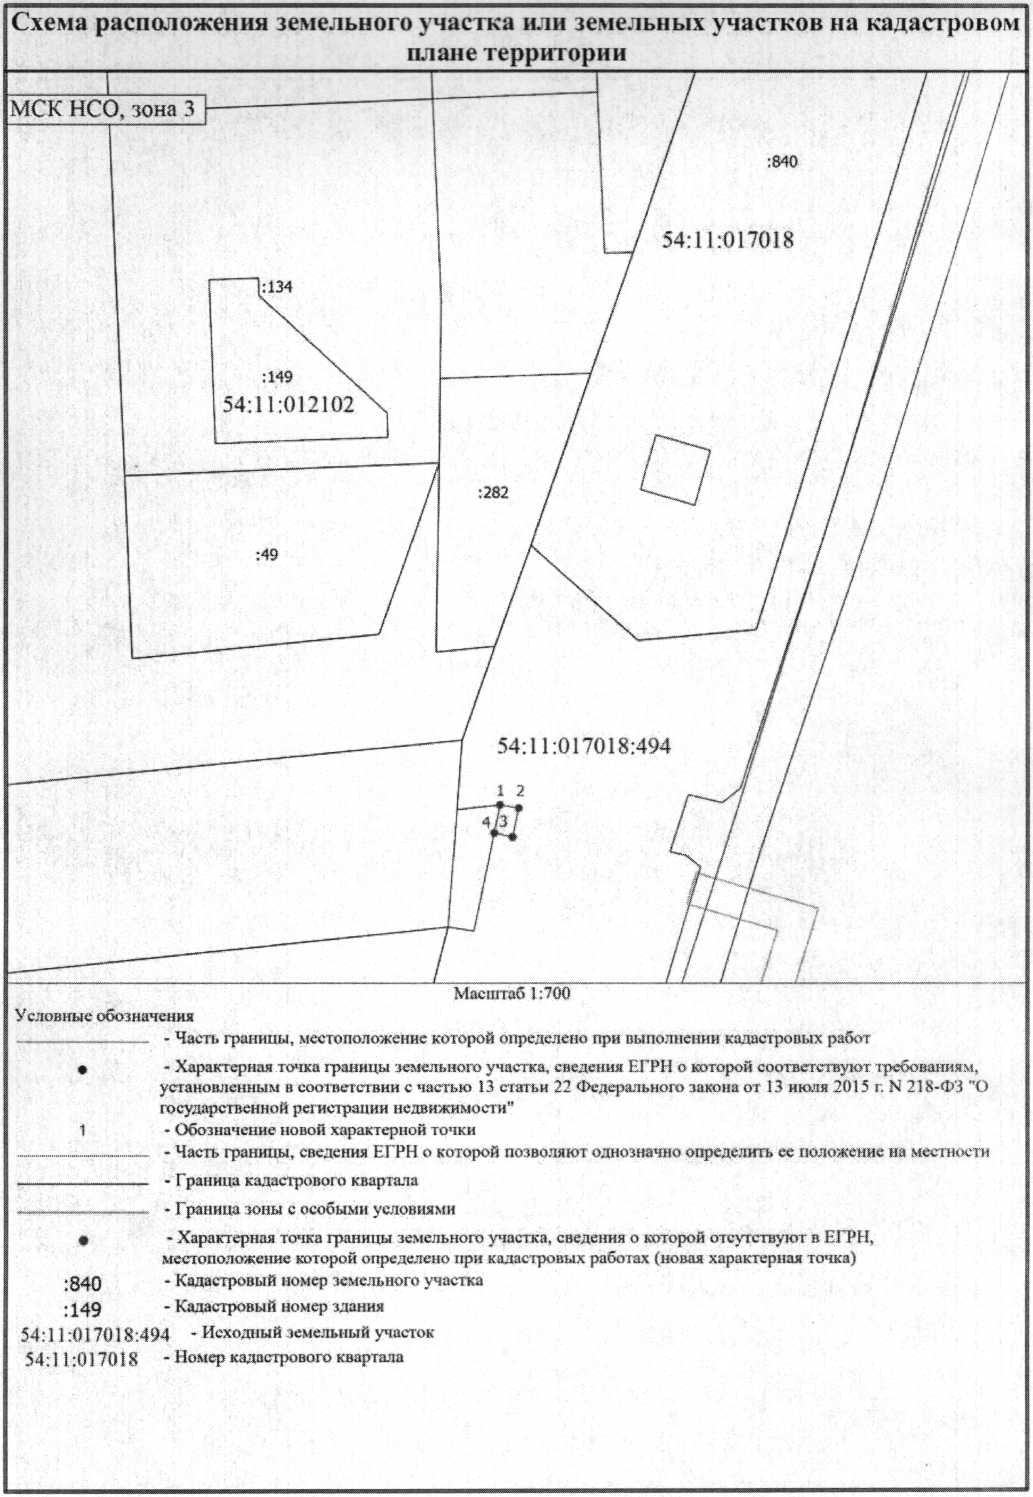 Схема расположения земельного участка или земельных участков на кадастровом
плане территории
МСК НСО, зона 3
:840
54:11:017018
:134
:149
54:11:012102
:282
:49
54:11:017018:494
1 2
4 3
Масштаб 1:700
Условные обозначения
- Часть границы, местоположение которой определено при выполнении кадастровых работ
- Характерная точка границы земельного участка, сведения ЕГРН о которой соответствуют требованиям,
установленным в соответствии с частью 13 статьи 22 Федерального закона от 13 июля 2015 г. N 218-ФЗ "О
государственной регистрации недвижимости"
1 - Обозначение новой характерной точки
- Часть границы, сведения ЕГРН о которой позволяют однозначно определить ее положение на местности
- Граница кадастрового квартала
- Граница зоны с особыми условиями
- Характерная точка границы земельного участка, сведения о которой отсутствуют в ЕГРН,
местоположение которой определено при кадастровых работах (новая характерная точка)
:840 - Кадастровый номер земельного участка
:149 - Кадастровый номер здания
54:11:017018:494 - Исходный земельный участок
54:11:017018 - Номер кадастрового квартала